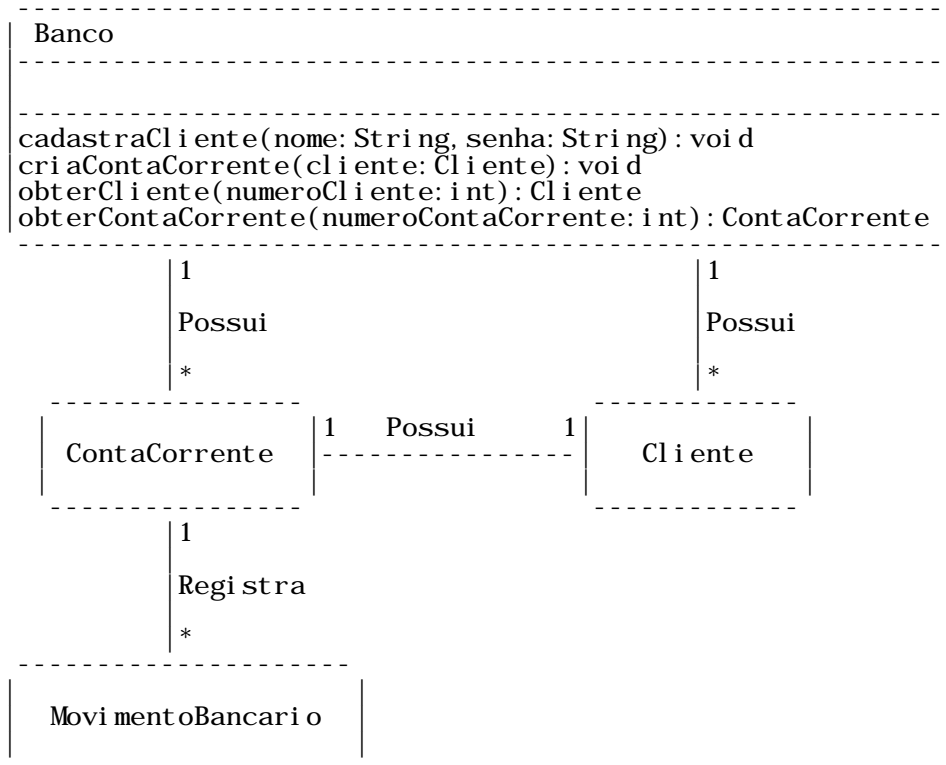 Banco
cadastraCliente(nome:String,senha:String):void
criaContaCorrente(cliente:Cliente):void
obterCliente(numeroCliente:int):Cliente
obterContaCorrente(numeroContaCorrente:int):ContaCorrente
1 1
Possui Possui
* *
1 Possui 1
ContaCorrente Cliente
1
Registra
*
MovimentoBancario